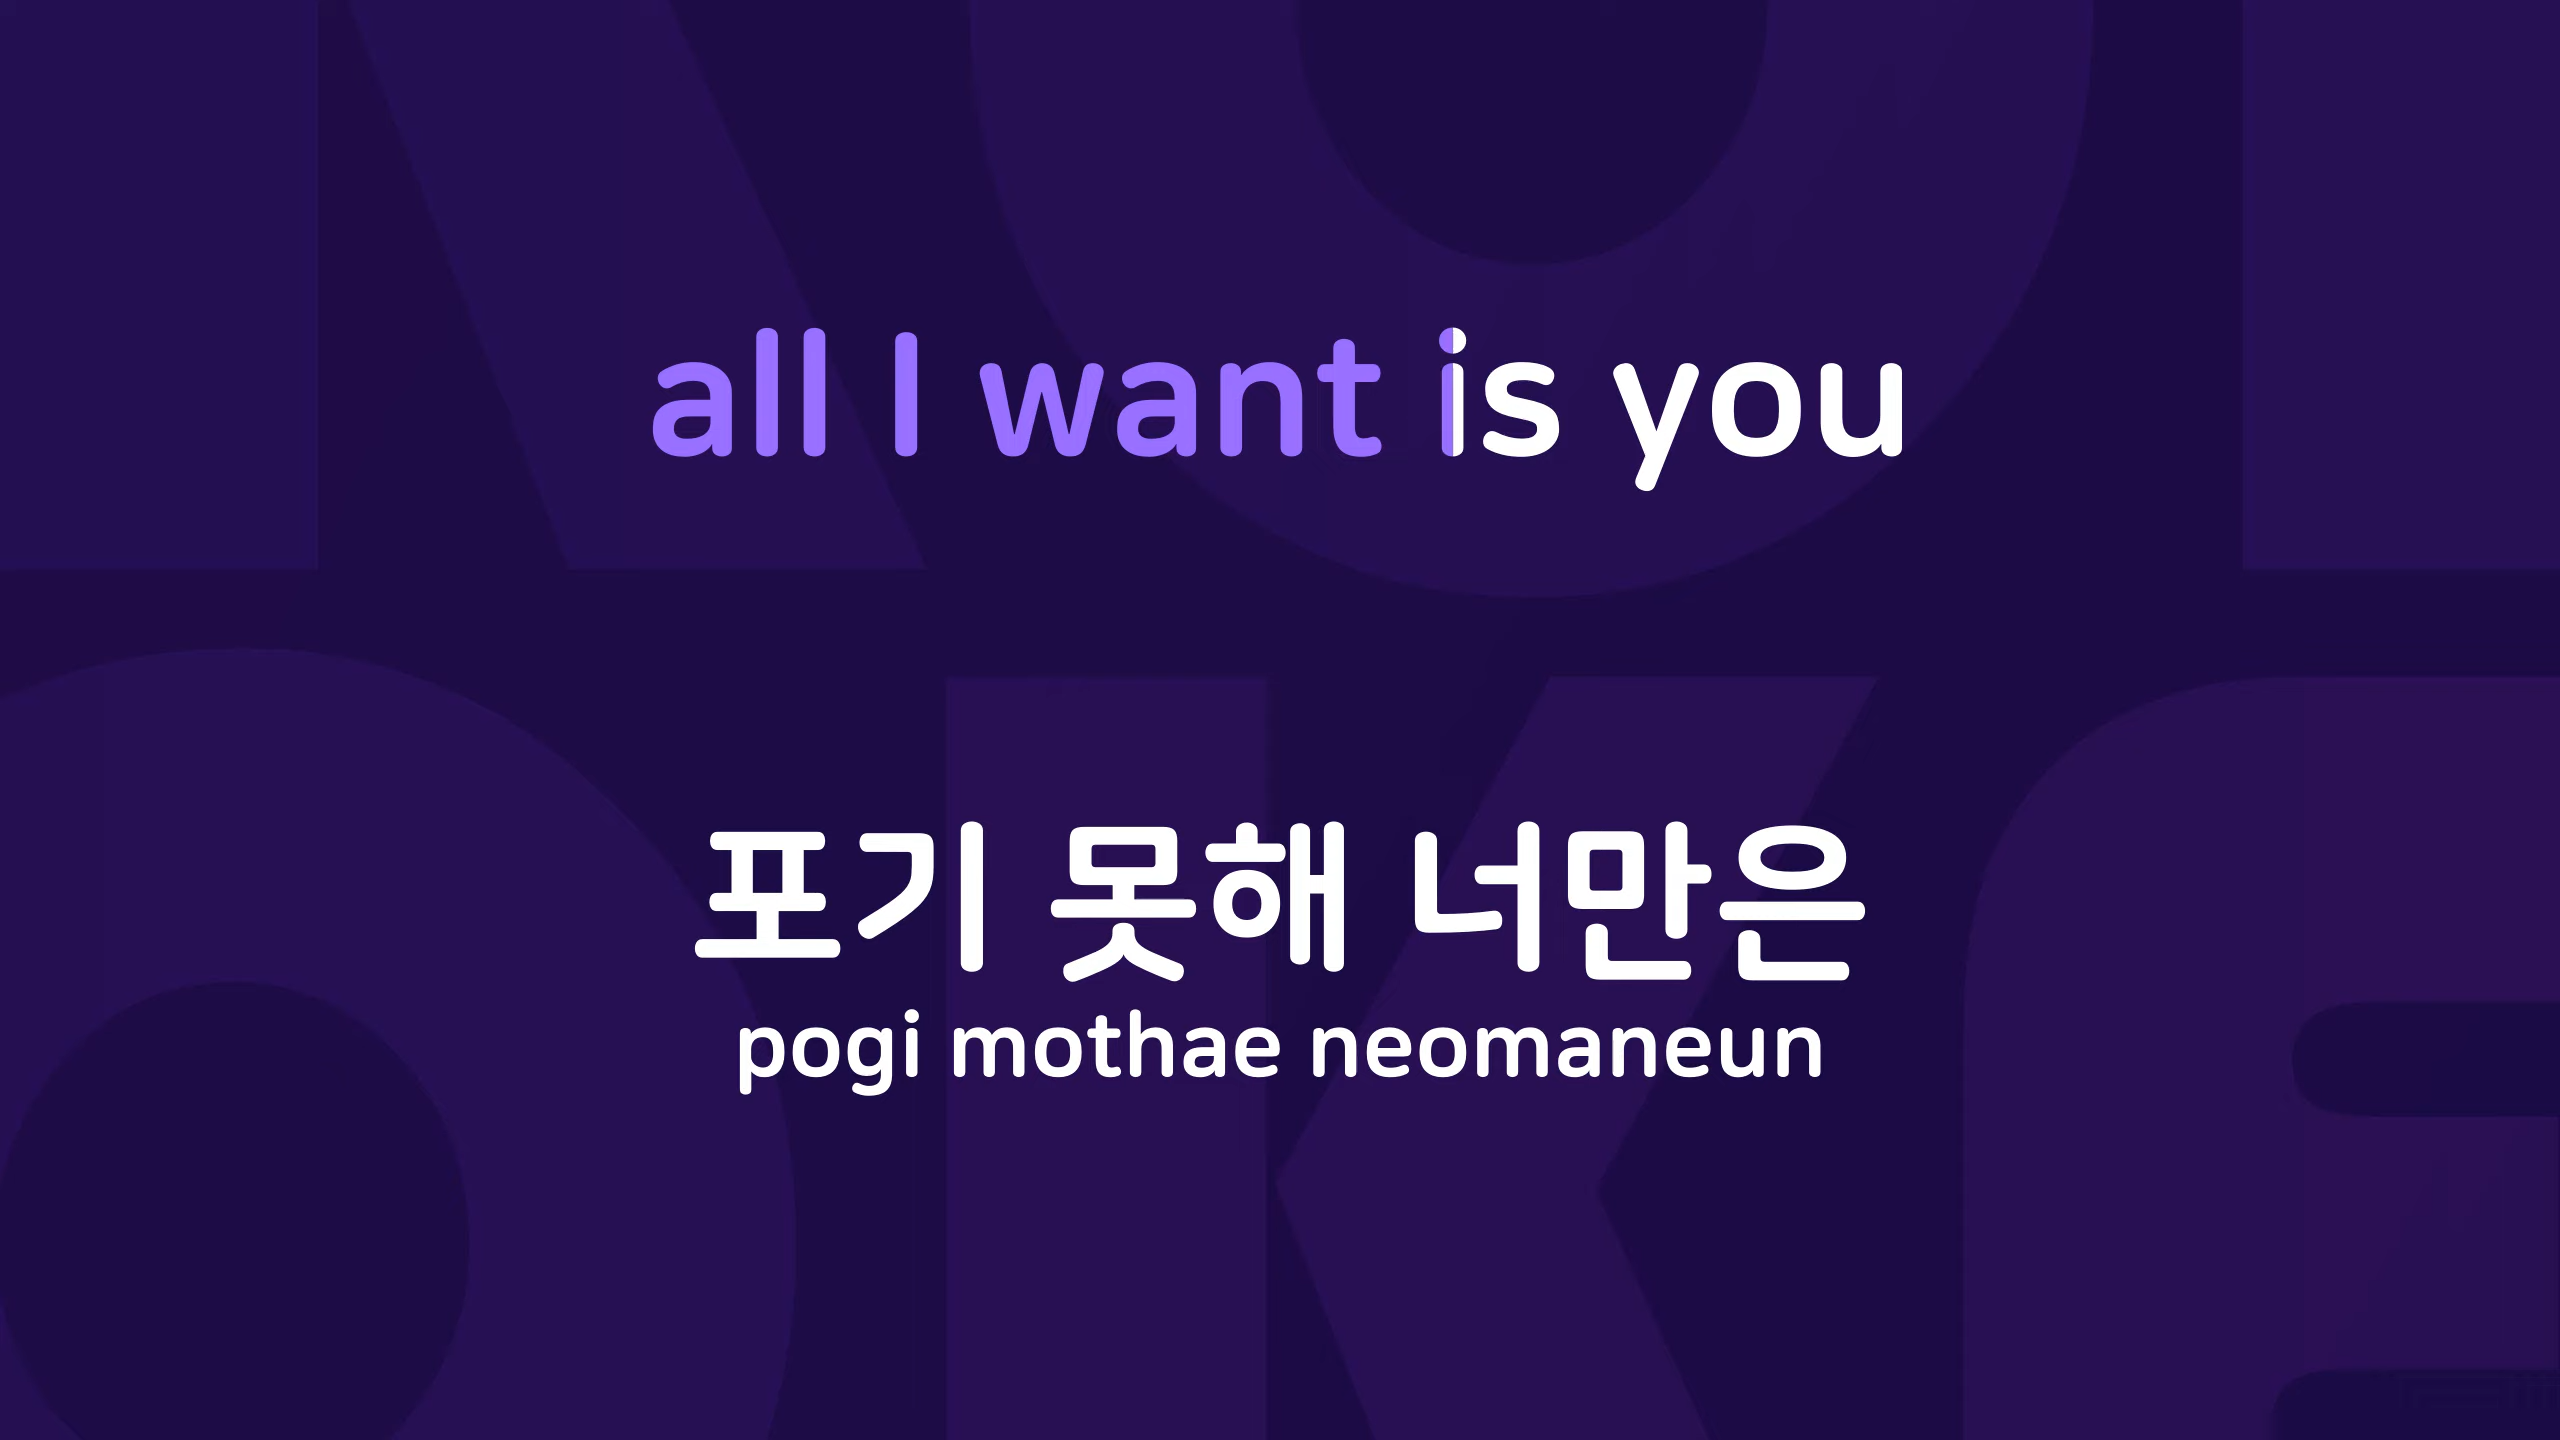 all I want is you
포기 못해 너만은
pogi mothae neomaneun